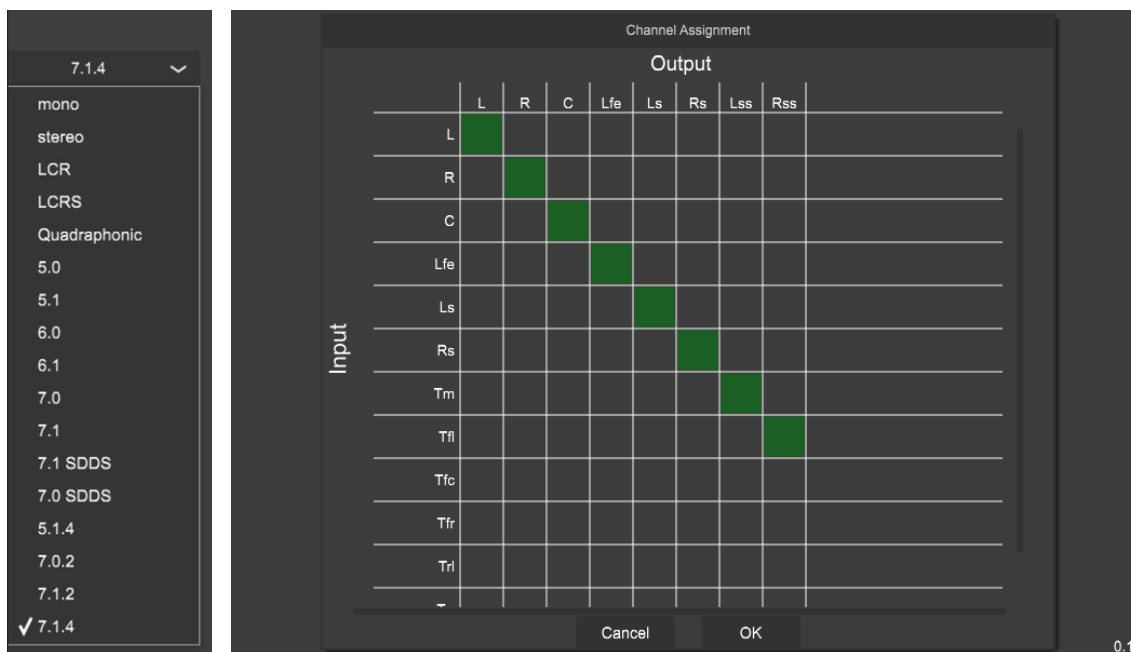 7.1.4
mono
stereo
LCR
LCRS
Quadraphonic
5.0
5.1
6.0
6.1
7.0
7.1
7.1 SDDS
7.0 SDDS
5.1.4
7.0.2
7.1.2
7.1.4
Channel Assignment
Output
L R C Lfe Ls Rs Lss Rss
Input
L
R
C
Lfe
Ls
Rs
Tm
Tfl
Tfc
Tfr
Trl
Cancel OK
0.1